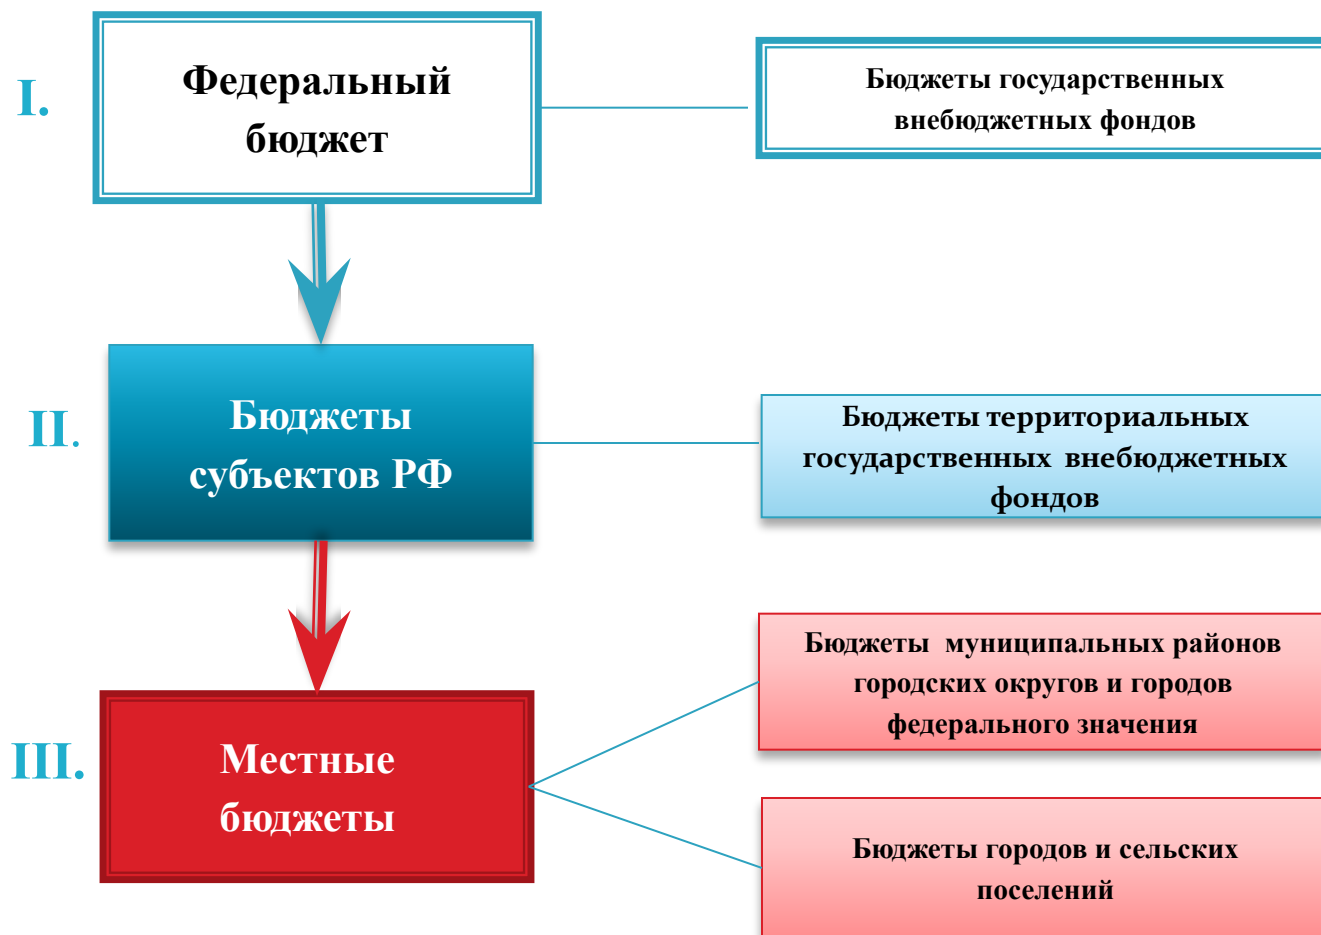 I.
Федеральный
бюджет
Бюджеты государственных
внебюджетных фондов
II.
Бюджеты
субъектов РФ
Бюджеты территориальных
государственных внебюджетных
фондов
III.
Местные
бюджеты
Бюджеты муниципальных районов
городских округов и городов
федерального значения
Бюджеты городов и сельских
поселений